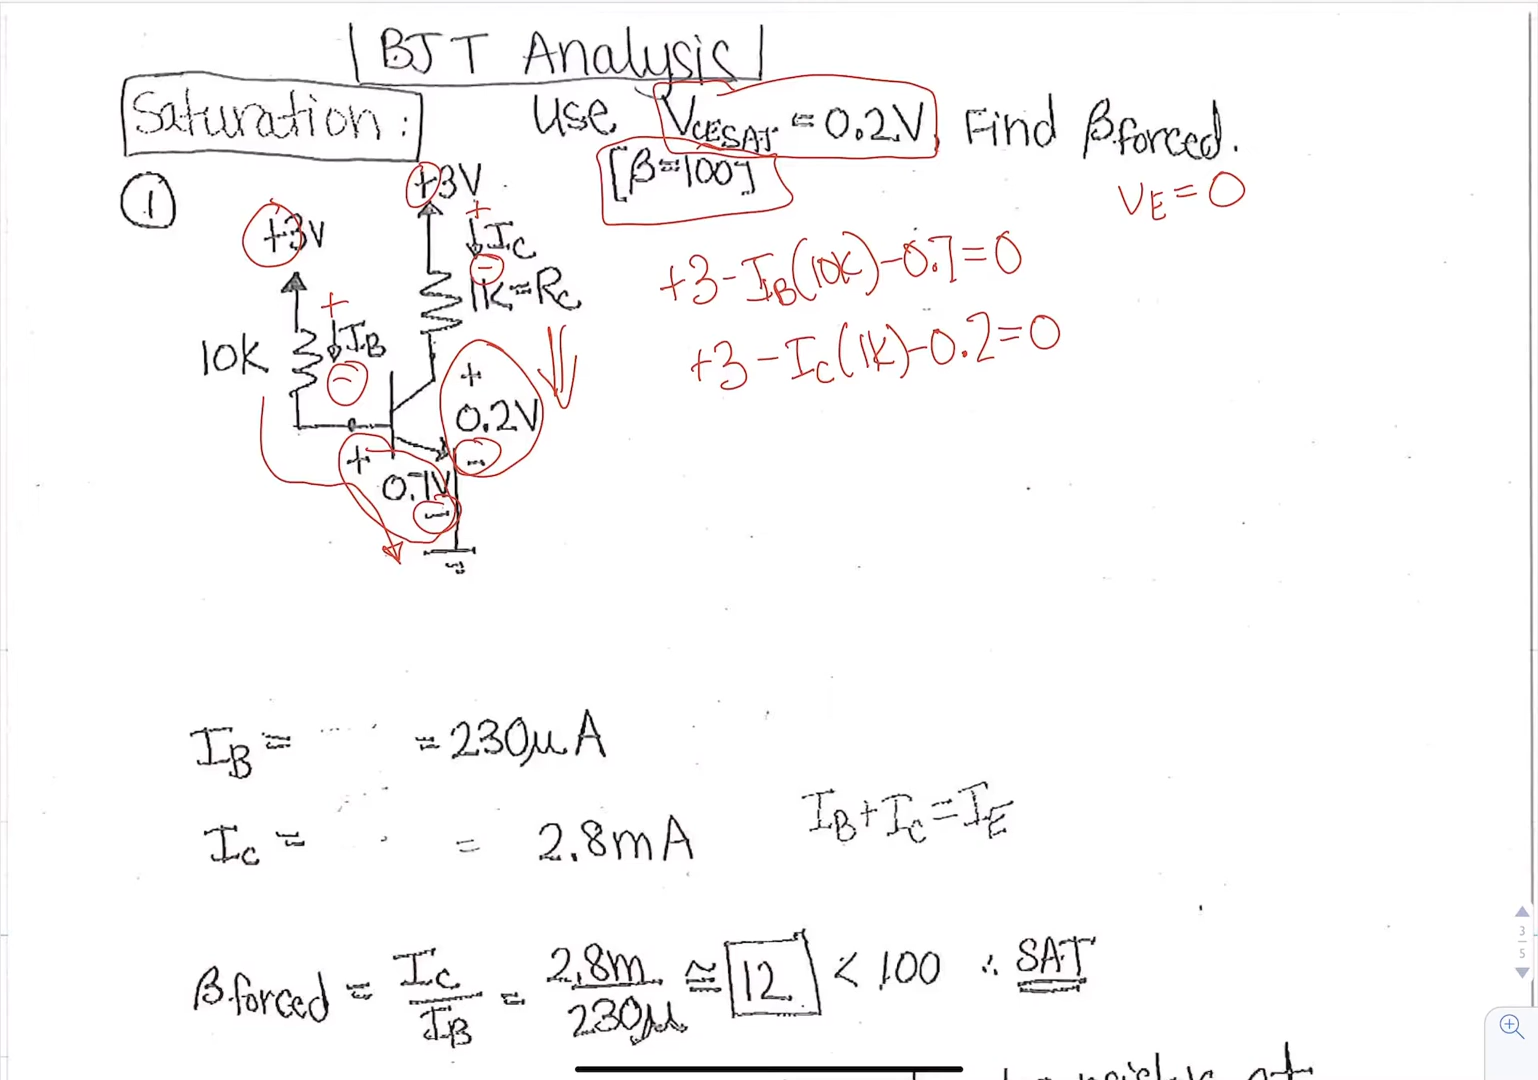 BJT Analysis
Saturation:
Use VCESAT = 0.2V Find βforced.
[β=100]
VE=0
①
+3V
+3V
+
IC
-
1K=RC
+
IB
-
10K
+
0.2V
-
+
0.7V
-
+3-IB(10K)-0.7=0
+3-IC(1K)-0.2=0
IB = .... = 230μA
IC = = 2.8mA
IB+IC=IE
βforced = IC/IB = 2.8m/230μ ≅ 12 < 100 ∴ SAT
3
5